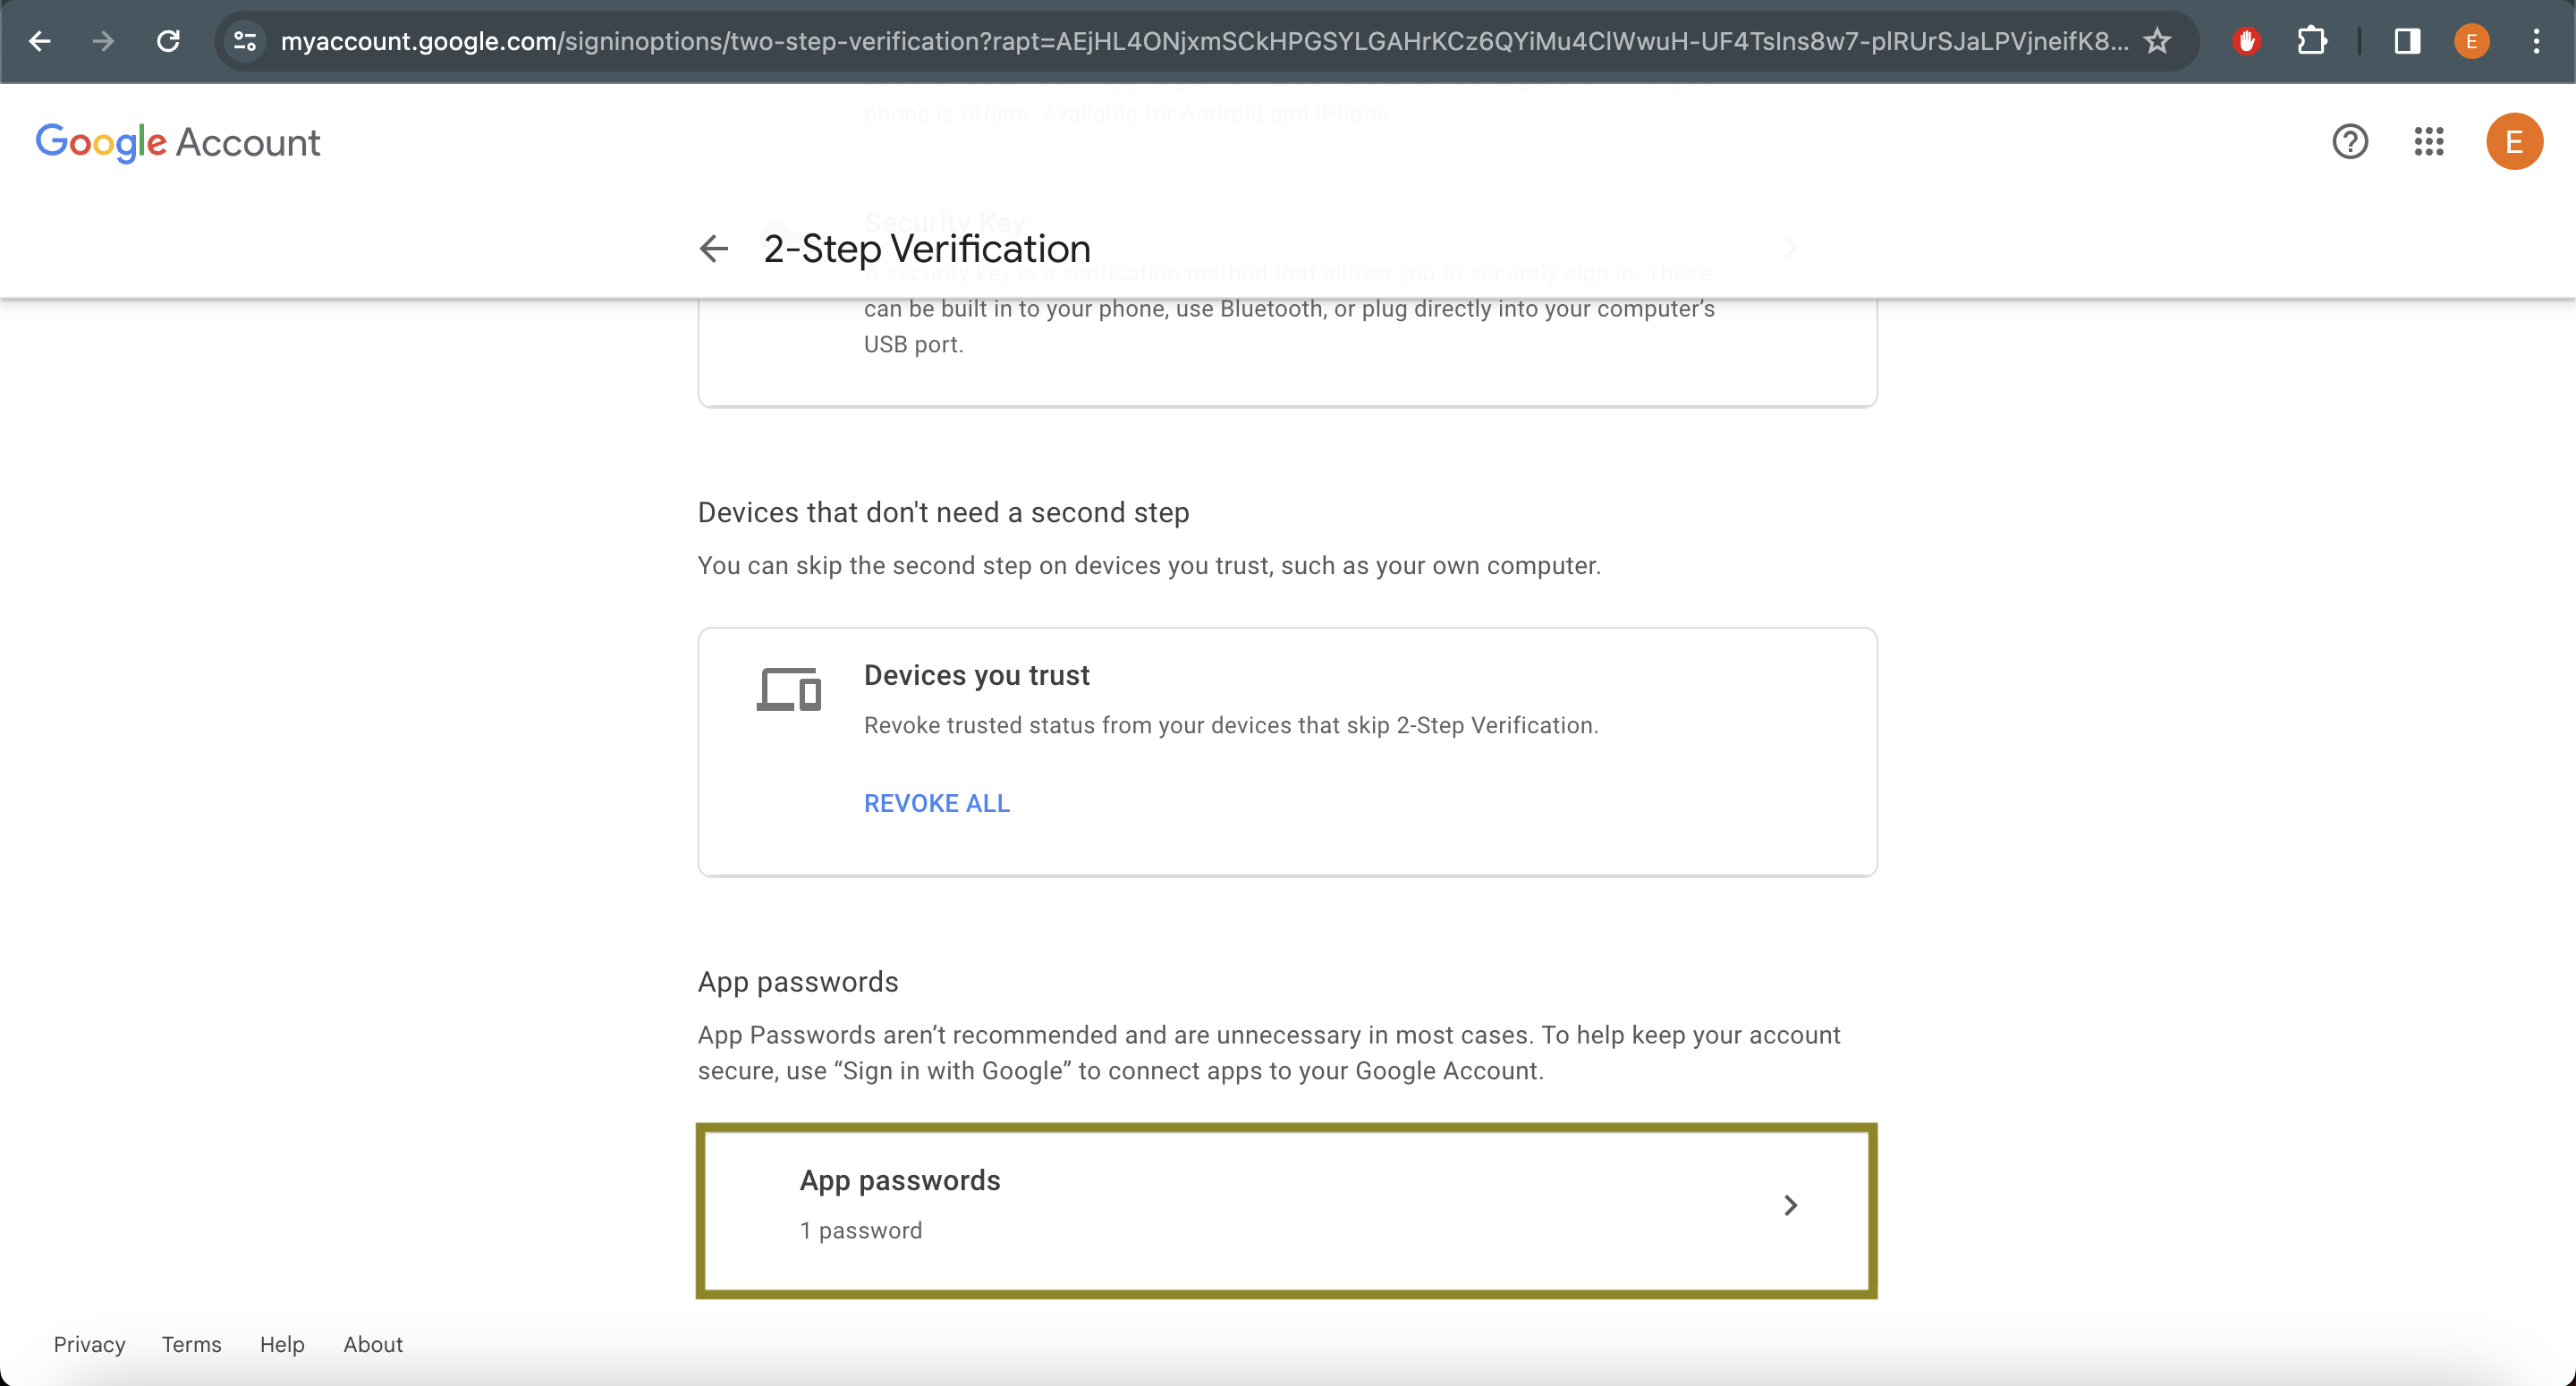 myaccount.google.com/signinoptions/two-step-verification?rapt=AEjHL4ONjxmSCkHPGSYLGAHrKCz6QYiMu4ClWwuH-UF4TsIns8w7-plRUrSJaLPVjneifK8...
E
phone is offline. Available for Android and iPhone.
Google Account
E
Security Key
2-Step Verification
A security key is a verification method that allows you to securely sign in. These
can be built in to your phone, use Bluetooth, or plug directly into your computer’s
USB port.
Devices that don't need a second step
You can skip the second step on devices you trust, such as your own computer.
Devices you trust
Revoke trusted status from your devices that skip 2-Step Verification.
REVOKE ALL
App passwords
App Passwords aren’t recommended and are unnecessary in most cases. To help keep your account
secure, use “Sign in with Google” to connect apps to your Google Account.
App passwords
1 password
Privacy Terms Help About